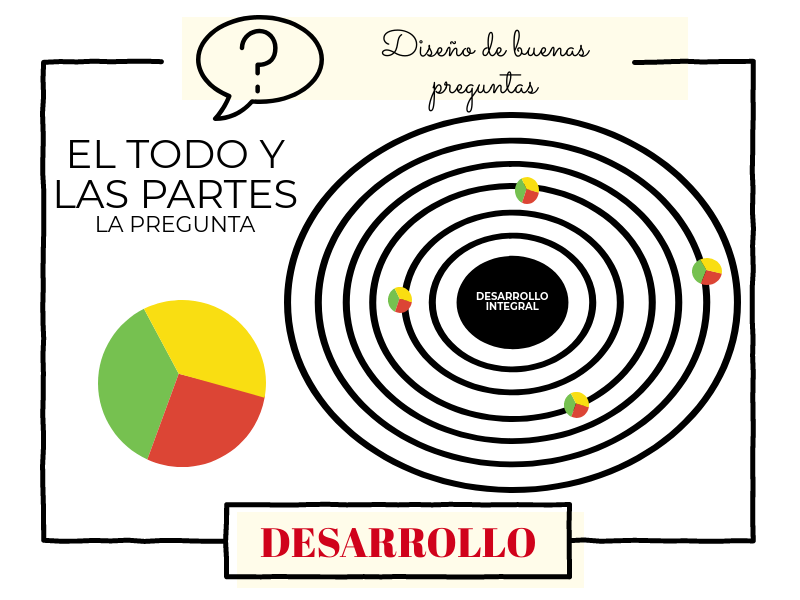 Diseño de buenas
preguntas
EL TODO Y
LAS PARTES
LA PREGUNTA
DESARROLLO
INTEGRAL
DESARROLLO